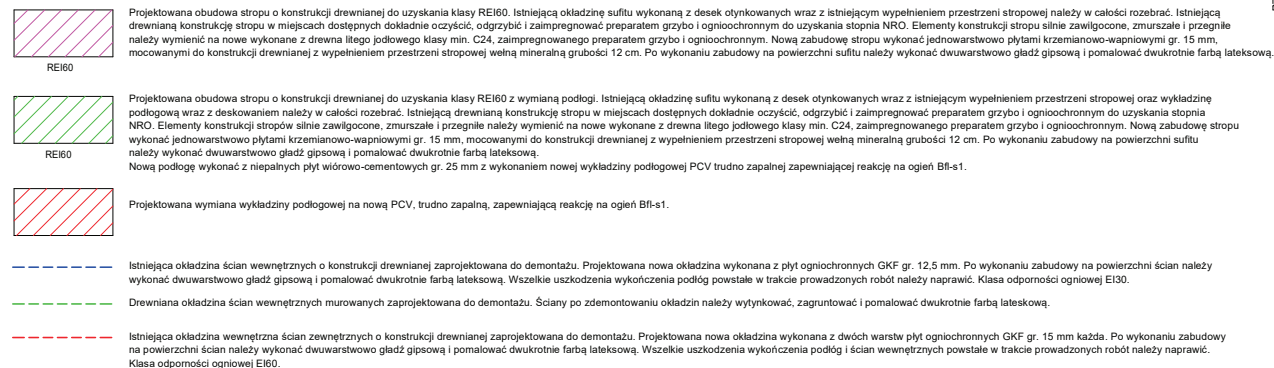 Projektowana obudowa stropu o konstrukcji drewnianej do uzyskania klasy REI60. Istniejącą okładzinę sufitu wykonaną z desek otynkowanych wraz z istniejącym wypełnieniem przestrzeni stropowej należy w całości rozebrać. Istniejącą
drewnianą konstrukcję stropu w miejscach dostępnych dokładnie oczyścić, odgrzybić i zaimpregnować preparatem grzybo i ognioochronnym do uzyskania stopnia NRO. Elementy konstrukcji stropu silnie zawilgocone, zmurszałe i przegniłe
należy wymienić na nowe wykonane z drewna litego jodłowego klasy min. C24, zaimpregnowanego preparatem grzybo i ognioochronnym. Nową zabudowę stropu wykonać jednowarstwowo płytami krzemianowo-wapniowymi gr. 15 mm,
mocowanymi do konstrukcji drewnianej z wypełnieniem przestrzeni stropowej wełną mineralną grubości 12 cm. Po wykonaniu zabudowy na powierzchni sufitu należy wykonać dwuwarstwowo gładź gipsową i pomalować dwukrotnie farbą lateksową.
REI60
Projektowana obudowa stropu o konstrukcji drewnianej do uzyskania klasy REI60 z wymianą podłogi. Istniejącą okładzinę sufitu wykonaną z desek otynkowanych wraz z istniejącym wypełnieniem przestrzeni stropowej oraz wykładzinę
podłogową wraz z deskowaniem należy w całości rozebrać. Istniejącą drewnianą konstrukcję stropu w miejscach dostępnych dokładnie oczyścić, odgrzybić i zaimpregnować preparatem grzybo i ognioochronnym do uzyskania stopnia
NRO. Elementy konstrukcji stropów silnie zawilgocone, zmurszałe i przegniłe należy wymienić na nowe wykonane z drewna litego jodłowego klasy min. C24, zaimpregnowanego preparatem grzybo i ognioochronnym. Nową zabudowę stropu
wykonać jednowarstwowo płytami krzemianowo-wapniowymi gr. 15 mm, mocowanymi do konstrukcji drewnianej z wypełnieniem przestrzeni stropowej wełną mineralną grubości 12 cm. Po wykonaniu zabudowy na powierzchni sufitu
należy wykonać dwuwarstwowo gładź gipsową i pomalować dwukrotnie farbą lateksową.
Nową podłogę wykonać z niepalnych płyt wiórowo-cementowych gr. 25 mm z wykonaniem nowej wykładziny podłogowej PCV trudno zapalnej zapewniającej reakcję na ogień Bfl-s1.
REI60
Projektowana wymiana wykładziny podłogowej na nową PCV, trudno zapalną, zapewniającą reakcję na ogień Bfl-s1.
Istniejąca okładzina ścian wewnętrznych o konstrukcji drewnianej zaprojektowana do demontażu. Projektowana nowa okładzina wykonana z płyt ogniochronnych GKF gr. 12,5 mm. Po wykonaniu zabudowy na powierzchni ścian należy
wykonać dwuwarstwowo gładź gipsową i pomalować dwukrotnie farbą lateksową. Wszelkie uszkodzenia wykończenia podłóg powstałe w trakcie prowadzonych robót należy naprawić. Klasa odporności ogniowej EI30.
Drewniana okładzina ścian wewnętrznych murowanych zaprojektowana do demontażu. Ściany po zdemontowaniu okładzin należy wytynkować, zagruntować i pomalować dwukrotnie farbą lateskową.
Istniejąca okładzina wewnętrzna ścian zewnętrznych o konstrukcji drewnianej zaprojektowana do demontażu. Projektowana nowa okładzina wykonana z dwóch warstw płyt ogniochronnych GKF gr. 15 mm każda. Po wykonaniu zabudowy
na powierzchni ścian należy wykonać dwuwarstwowo gładź gipsową i pomalować dwukrotnie farbą lateksową. Wszelkie uszkodzenia wykończenia podłóg i ścian wewnętrznych powstałe w trakcie prowadzonych robót należy naprawić.
Klasa odporności ogniowej EI60.